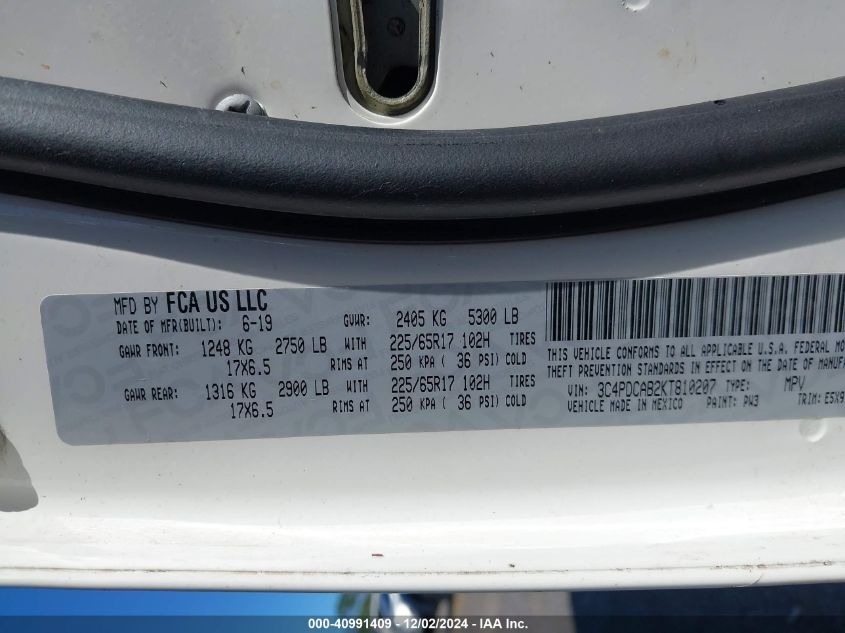 MFD BY FCA US LLC
DATE OF MFR(BUILT): 6-19 GVWR: 2405 KG 5300 LB
GAWR FRONT: 1248 KG 2750 LB WITH 225/65R17 102H TIRES
17X6.5 RIMS AT 250 KPA ( 36 PSI) COLD
GAWR REAR: 1316 KG 2900 LB WITH 225/65R17 102H TIRES
17X6.5 RIMS AT 250 KPA ( 36 PSI) COLD
THIS VEHICLE CONFORMS TO ALL APPLICABLE U.S.A. FEDERAL
THEFT PREVENTION STANDARDS IN EFFECT ON THE DATE OF
VIN: 3C4PDCAB2KT810207 TYPE: MPV
VEHICLE MADE IN MEXICO PAINT: PW3 TRIM:
000-40991409 - 12/02/2024 - IAA Inc.